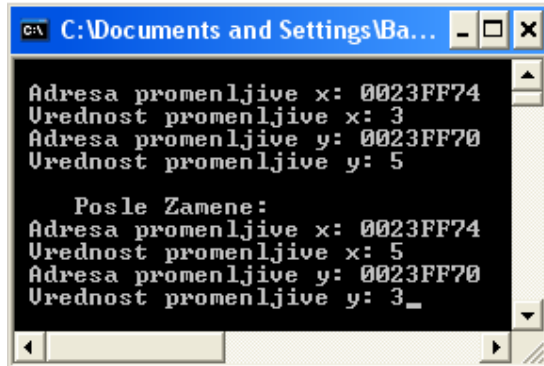 C:\Documents and Settings\Ba...
Adresa promenljive x: 0023FF74
Vrednost promenljive x: 3
Adresa promenljive y: 0023FF70
Vrednost promenljive y: 5
Posle Zamene:
Adresa promenljive x: 0023FF74
Vrednost promenljive x: 5
Adresa promenljive y: 0023FF70
Vrednost promenljive y: 3_